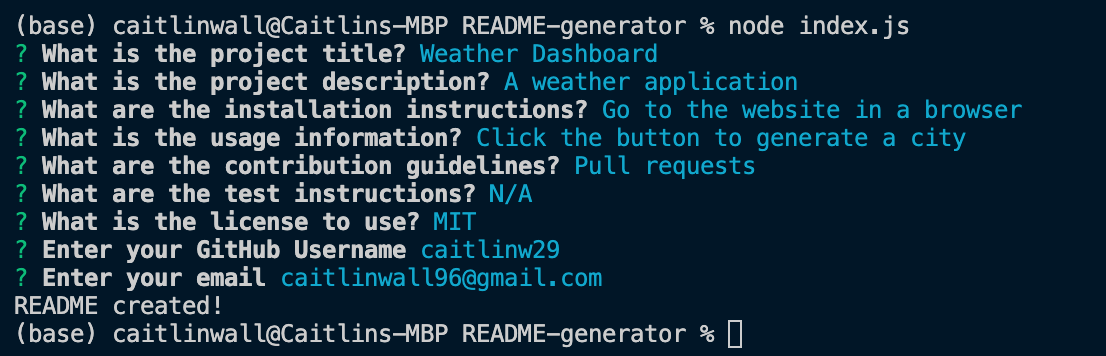 (base) caitlinwall@Caitlins-MBP README-generator % node index.js
? What is the project title? Weather Dashboard
? What is the project description? A weather application
? What are the installation instructions? Go to the website in a browser
? What is the usage information? Click the button to generate a city
? What are the contribution guidelines? Pull requests
? What are the test instructions? N/A
? What is the license to use? MIT
? Enter your GitHub Username caitlinw29
? Enter your email caitlinwall96@gmail.com
README created!
(base) caitlinwall@Caitlins-MBP README-generator %